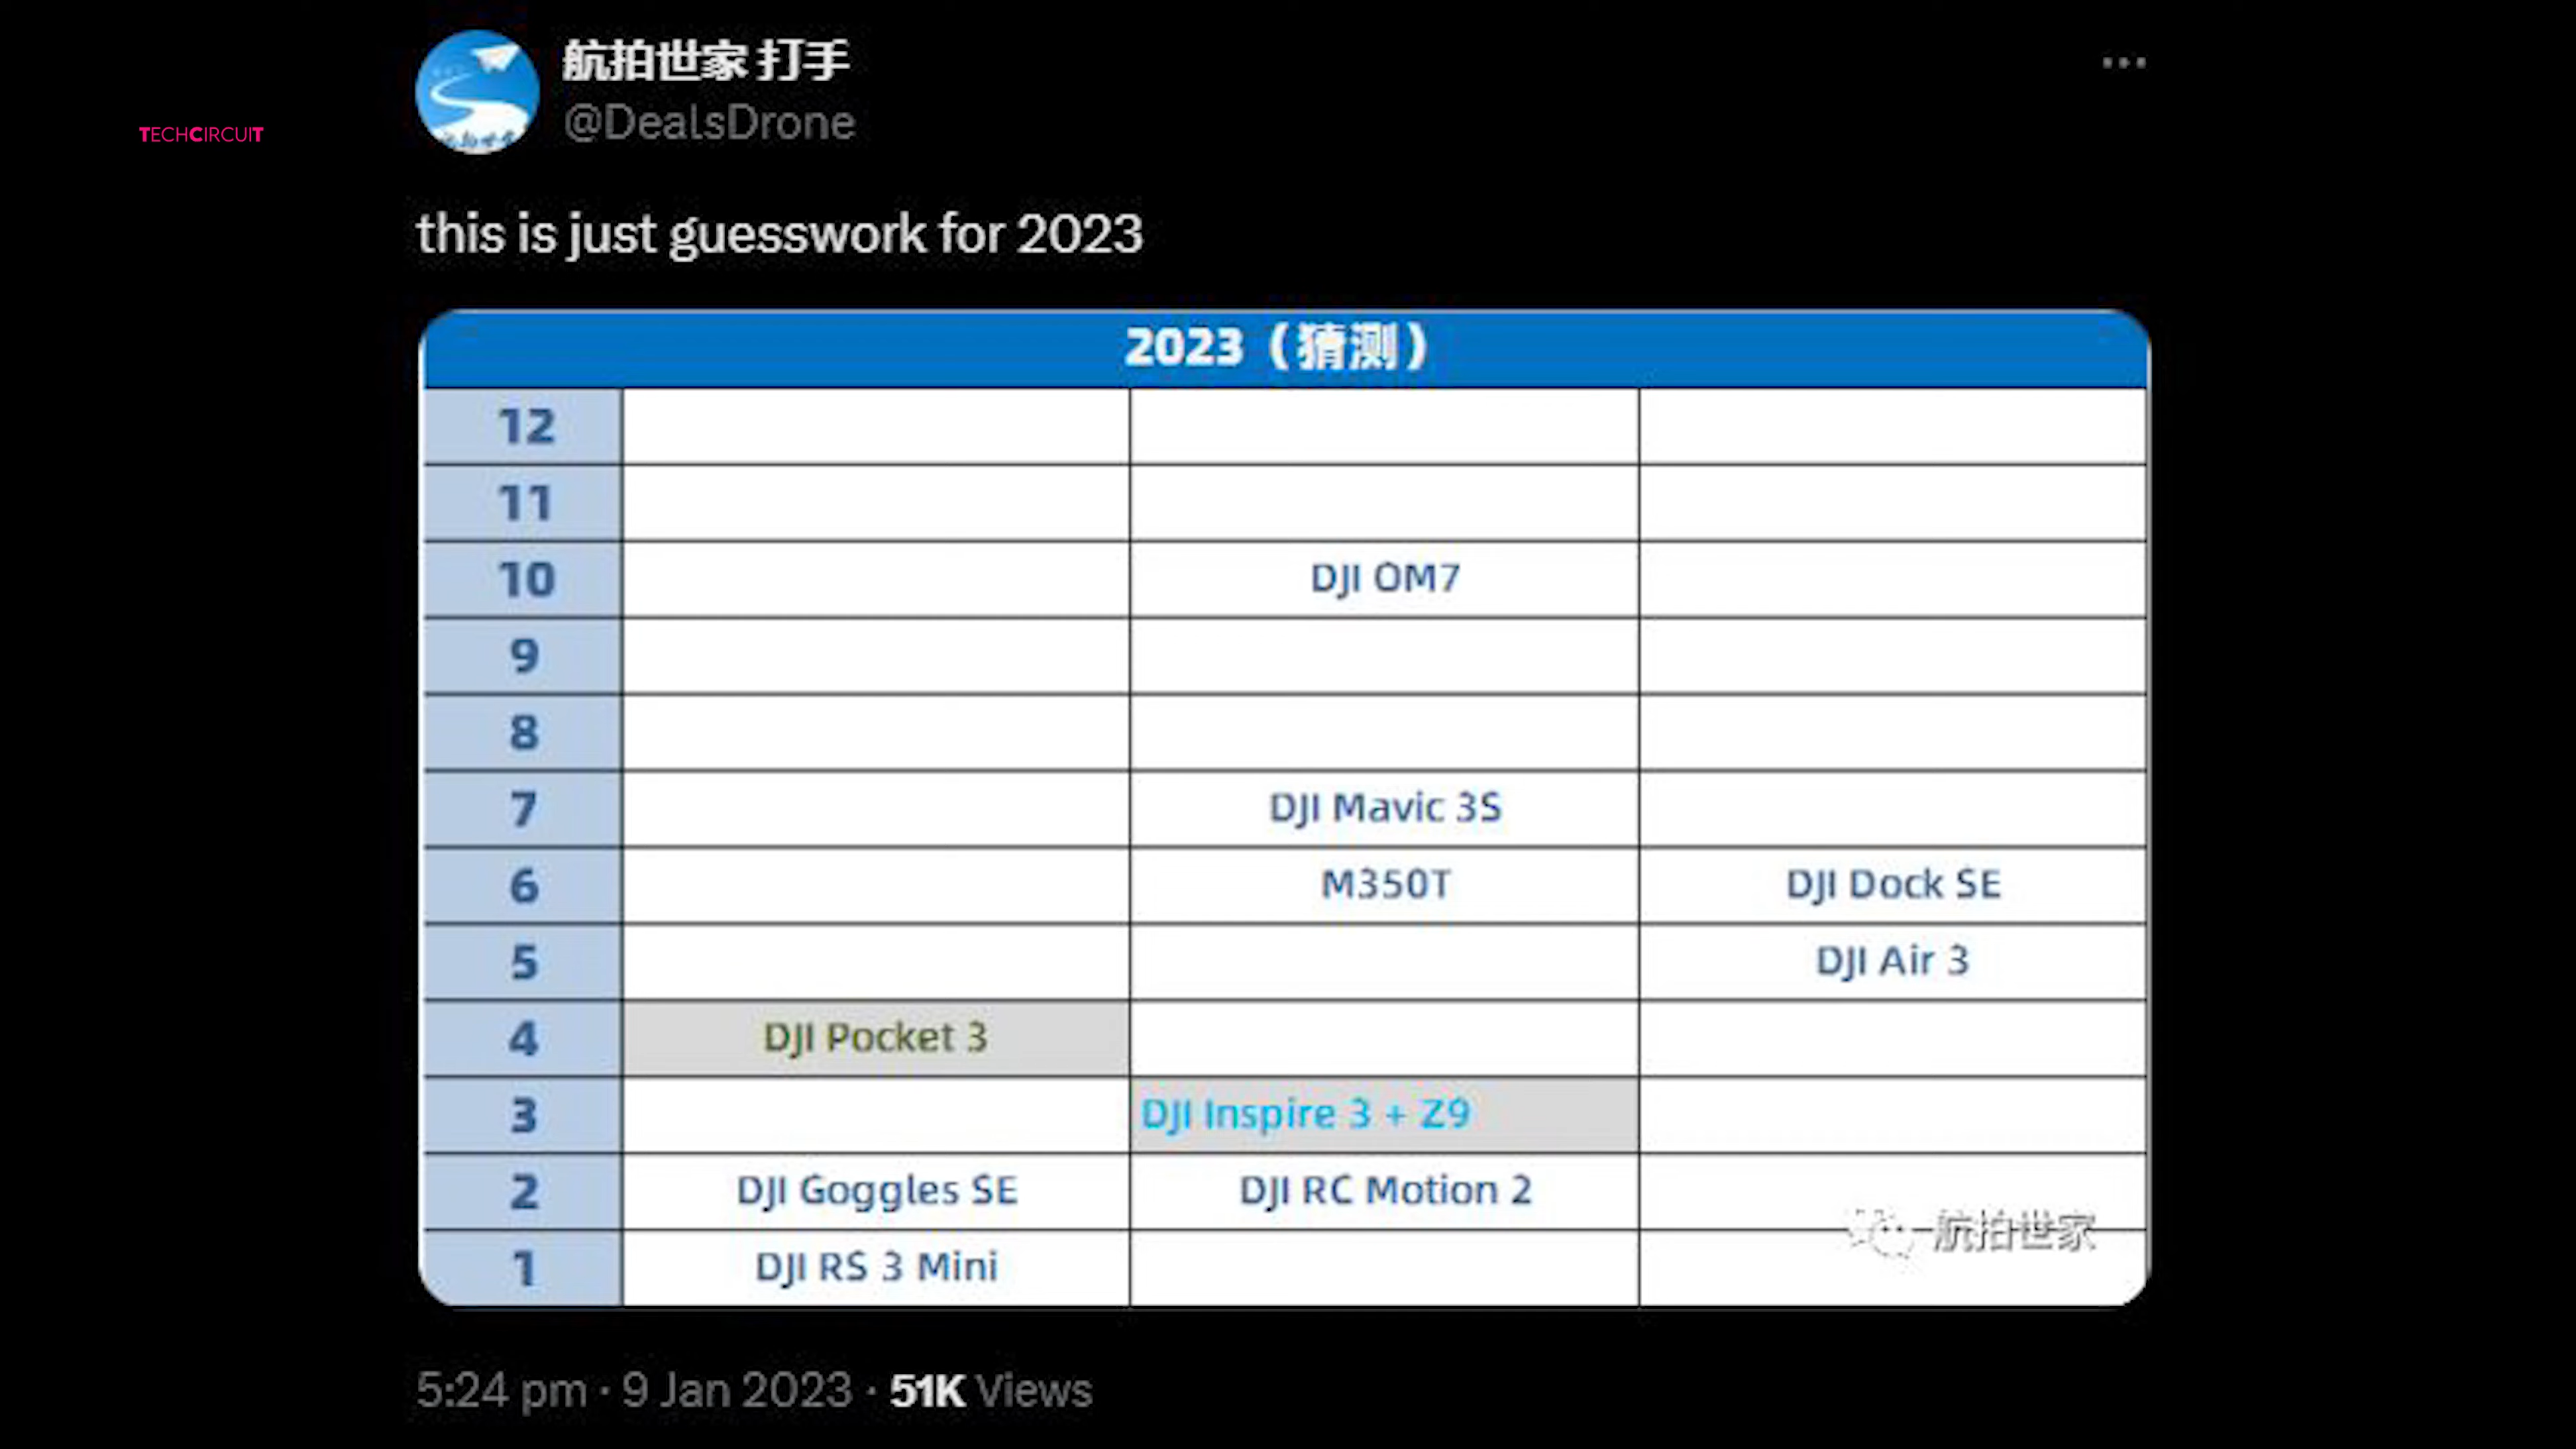 航拍世家 打手
@DealsDrone
TECHCIRCUIT
this is just guesswork for 2023
2023（猜测）
12
11
10 DJI OM7
9
8
7 DJI Mavic 3S
6 M350T DJI Dock SE
5 DJI Air 3
4 DJI Pocket 3
3 DJI Inspire 3 + Z9
2 DJI Goggles SE DJI RC Motion 2
航拍世家
1 DJI RS 3 Mini
5:24 pm · 9 Jan 2023 · 51K Views